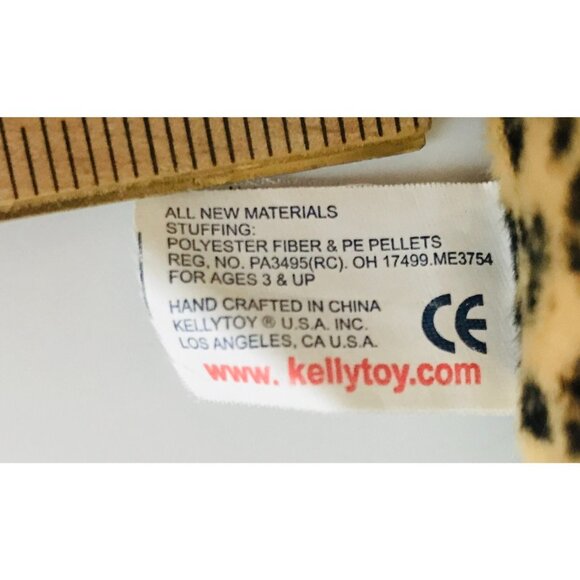 ALL NEW MATERIALS
STUFFING:
POLYESTER FIBER & PE PELLETS
REG, NO. PA3495(RC). OH 17499.ME3754
FOR AGES 3 & UP
HAND CRAFTED IN CHINA
KELLYTOY ® U.S.A. INC.
LOS ANGELES, CA U.S.A.
CE
www. kellytoy.com